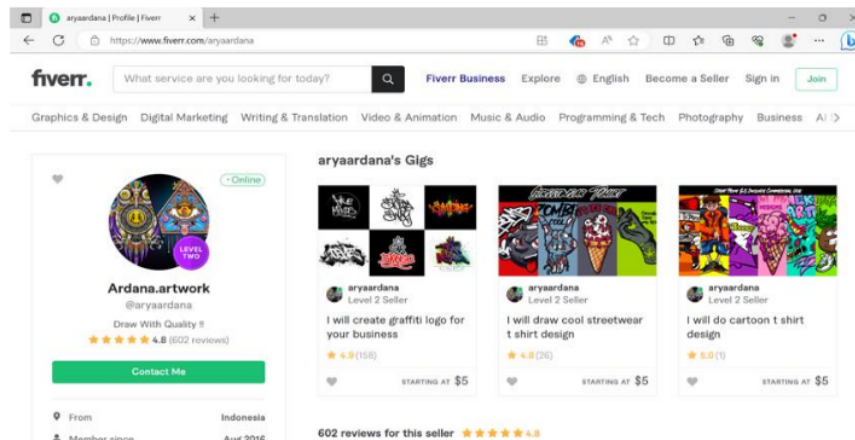 aryaardana | Profile | Fiverr
https://www.fiverr.com/aryaardana
fiverr.
What service are you looking for today?
Fiverr Business
Explore
English
Become a Seller
Sign in
Join
Graphics & Design
Digital Marketing
Writing & Translation
Video & Animation
Music & Audio
Programming & Tech
Photography
Business
Online
LEVEL TWO
Ardana.artwork
@aryaardana
Draw With Quality !!
4.8 (602 reviews)
Contact Me
From Indonesia
Member since Aug 2016
aryaardana's Gigs
aryaardana
Level 2 Seller
I will create graffiti logo for
your business
4.9 (158)
STARTING AT $5
aryaardana
Level 2 Seller
I will draw cool streetwear
t shirt design
4.8 (26)
STARTING AT $5
aryaardana
Level 2 Seller
I will do cartoon t shirt
design
5.0 (1)
STARTING AT $5
602 reviews for this seller 4.8